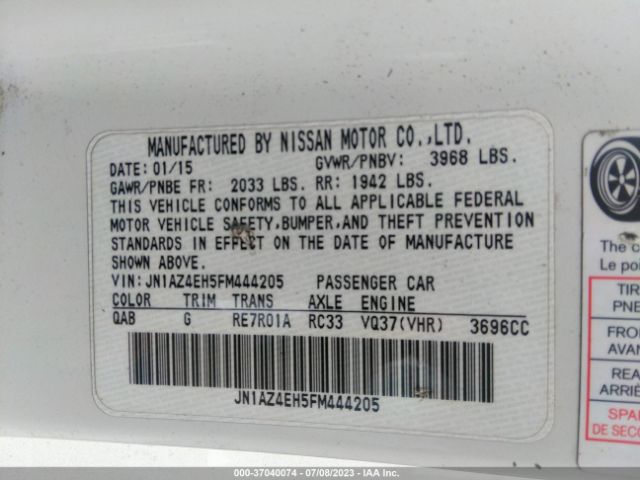 MANUFACTURED BY NISSAN MOTOR CO.,LTD.
DATE: 01/15 GVWR/PNBV: 3968 LBS.
GAWR/PNBE FR: 2033 LBS. RR: 1942 LBS.
THIS VEHICLE CONFORMS TO ALL APPLICABLE FEDERAL
MOTOR VEHICLE SAFETY,BUMPER,AND THEFT PREVENTION
STANDARDS IN EFFECT ON THE DATE OF MANUFACTURE
SHOWN ABOVE.
VIN: JN1AZ4EH5FM444205 PASSENGER CAR
COLOR TRIM TRANS AXLE ENGINE
QAB G RE7R01A RC33 VQ37(VHR) 3696CC
JN1AZ4EH5FM444205
The c
Le poi
TIR
PNE
FRO
AVAN
REA
ARRIÈ
SPAR
DE SECO
000-37040074 / 07/08/2023 - IAA Inc.